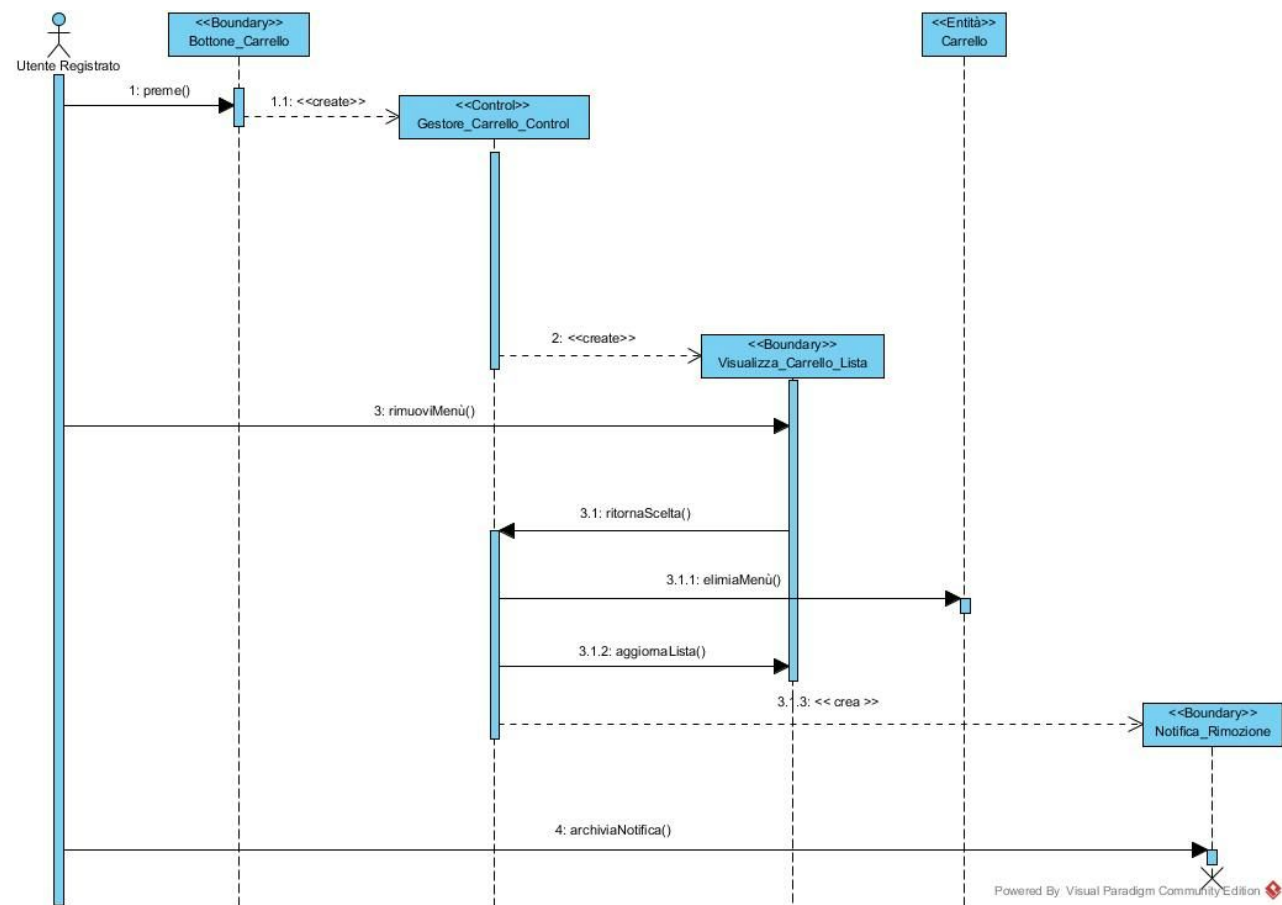 <<Boundary>>
Bottone_Carrello
<<Entità>>
Carrello
Utente Registrato
1: preme()
1.1: <<create>>
<<Control>>
Gestore_Carrello_Control
2: <<create>>
<<Boundary>>
Visualizza_Carrello_Lista
3: rimuoviMenù()
3.1: ritornaScelta()
3.1.1: elimiaMenù()
3.1.2: aggiornaLista()
3.1.3: << crea >>
<<Boundary>>
Notifica_Rimozione
4: archiviaNotifica()
Powered By Visual Paradigm Community Edition